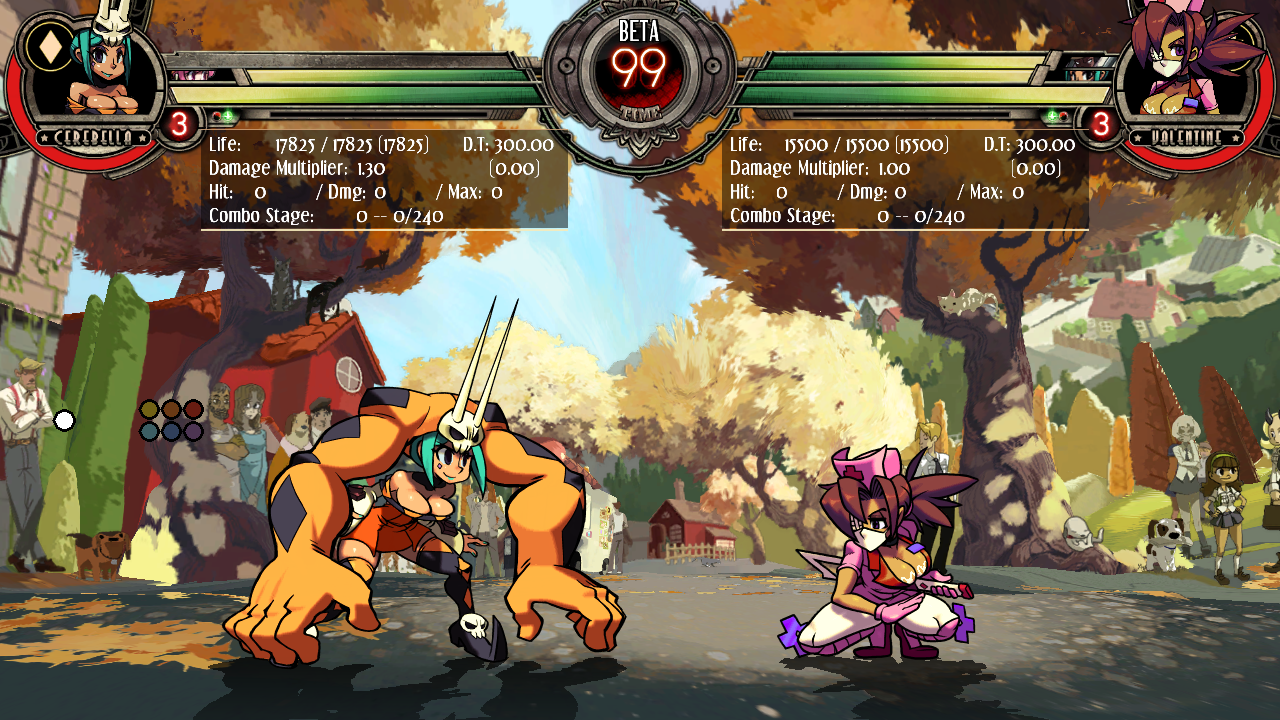 BETA
99
TIME
CEREBELLA
3
VALENTINE
3
Life: 17825 / 17825 (17825) D.T: 300.00
Damage Multiplier: 1.30 (0.00)
Hit: 0 / Dmg: 0 / Max: 0
Combo Stage: 0 -- 0/240
Life: 15500 / 15500 (15500) D.T: 300.00
Damage Multiplier: 1.00 (0.00)
Hit: 0 / Dmg: 0 / Max: 0
Combo Stage: 0 -- 0/240